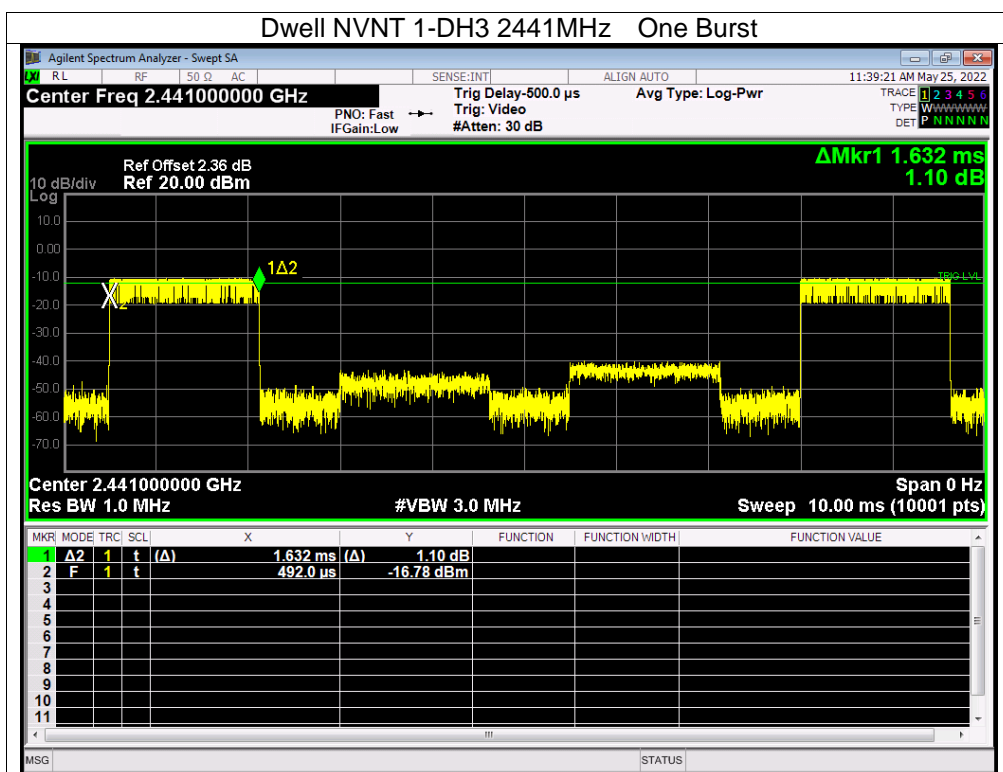 Dwell NVNT 1-DH3 2441MHz One Burst
Agilent Spectrum Analyzer - Swept SA
LXI RL RF 50 Ω AC SENSE:INT ALIGN AUTO 11:39:21 AM May 25, 2022
Center Freq 2.441000000 GHz Trig Delay-500.0 µs Avg Type: Log-Pwr TRACE 1 2 3 4 5 6
PNO: Fast Trig: Video TYPE WWWWWW
IFGain:Low #Atten: 30 dB DET P N N N N N
ΔMkr1 1.632 ms
1.10 dB
Ref Offset 2.36 dB
10 dB/div Ref 20.00 dBm
Log
10.0
0.00
1Δ2
-10.0
TRIG LVL
2
-20.0
-30.0
-40.0
-50.0
-60.0
-70.0
Center 2.441000000 GHz Span 0 Hz
Res BW 1.0 MHz #VBW 3.0 MHz Sweep 10.00 ms (10001 pts)
MKR MODE TRC SCL X Y FUNCTION FUNCTION WIDTH FUNCTION VALUE
1 Δ2 1 t (Δ) 1.632 ms (Δ) 1.10 dB
2 F 1 t 492.0 µs -16.78 dBm
3
4
5
6
7
8
9
10
11
MSG STATUS